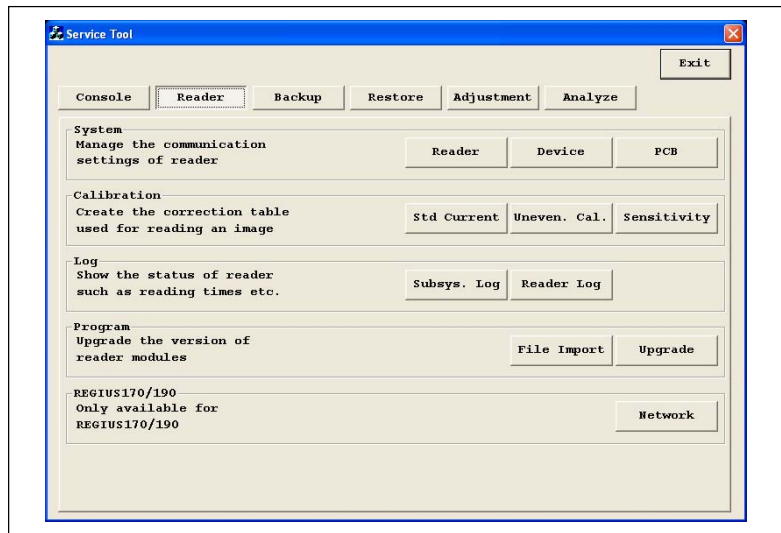 Service Tool
Exit
Console Reader Backup Restore Adjustment Analyze
System
Manage the communication
settings of reader
Reader Device PCB
Calibration
Create the correction table
used for reading an image
Std Current Uneven. Cal. Sensitivity
Log
Show the status of reader
such as reading times etc.
Subsys. Log Reader Log
Program
Upgrade the version of
reader modules
File Import Upgrade
REGIUS170/190
Only available for
REGIUS170/190
Network